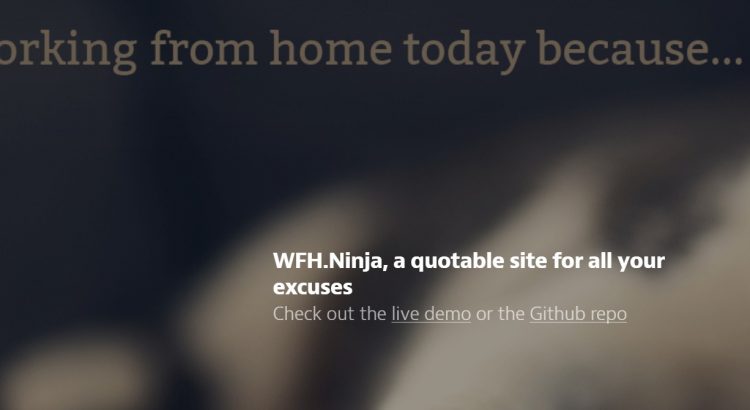 orking from home today because...
WFH.Ninja, a quotable site for all your
excuses
Check out the live demo or the Github repo